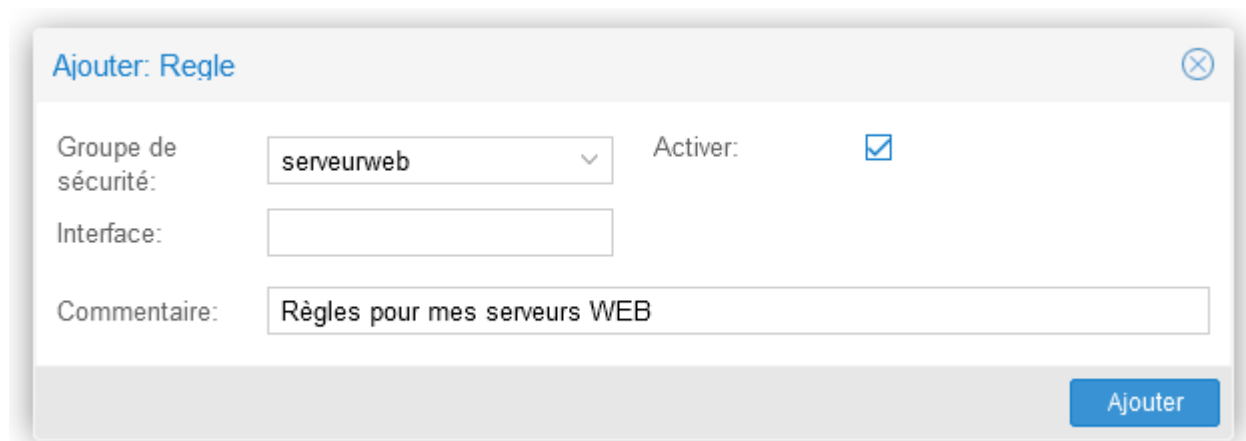 Ajouter: Regle
Groupe de sécurité: serveurweb Activer:
Interface:
Commentaire: Règles pour mes serveurs WEB
Ajouter